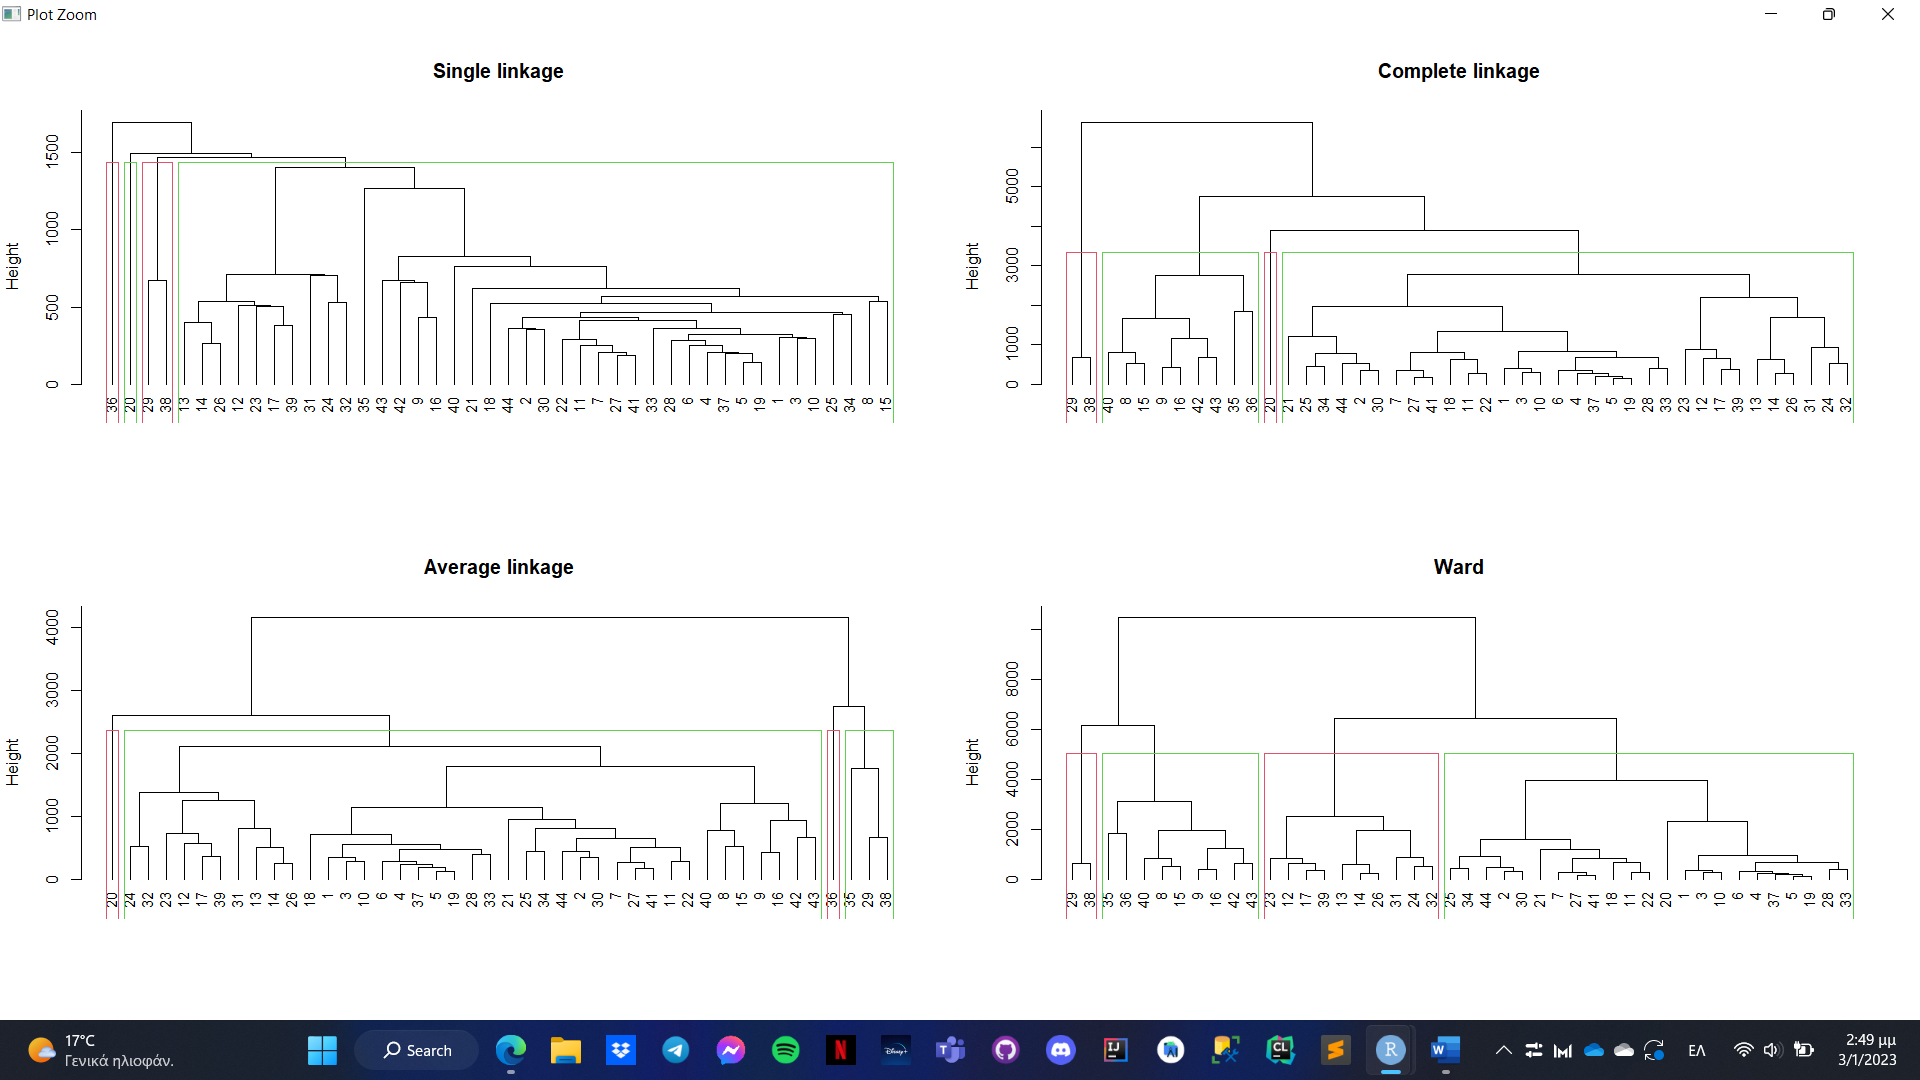 Plot Zoom
Single linkage
Height
0 500 1000 1500
36 20 29 38 13 14 26 12 23 17 39 31 24 32 35 43 42 9 16 40 21 18 44 2 30 22 11 7 27 41 33 28 6 4 37 5 19 1 3 10 25 34 8 15
Complete linkage
Height
0 1000 3000 5000
29 38 40 8 15 9 16 42 43 35 36 20 21 25 34 44 2 30 7 27 41 18 11 22 1 3 10 6 4 37 5 19 28 33 23 12 17 39 13 14 26 31 24 32
Average linkage
Height
0 1000 2000 3000 4000
20 24 32 23 12 17 39 31 13 14 26 18 1 3 10 6 4 37 5 19 28 33 21 25 34 44 2 30 7 27 41 11 22 40 8 15 9 16 42 43 36 35 29 38
Ward
Height
0 2000 4000 6000 8000
29 38 35 36 40 8 15 9 16 42 43 23 12 17 39 13 14 26 31 24 32 25 34 44 2 30 21 7 27 41 18 11 22 20 1 3 10 6 4 37 5 19 28 33
17°C
Γενικά ηλιοφάν.
Search
N
Disney+
IJ
CL
R
W
ΕΛ
2:49 μμ
3/1/2023